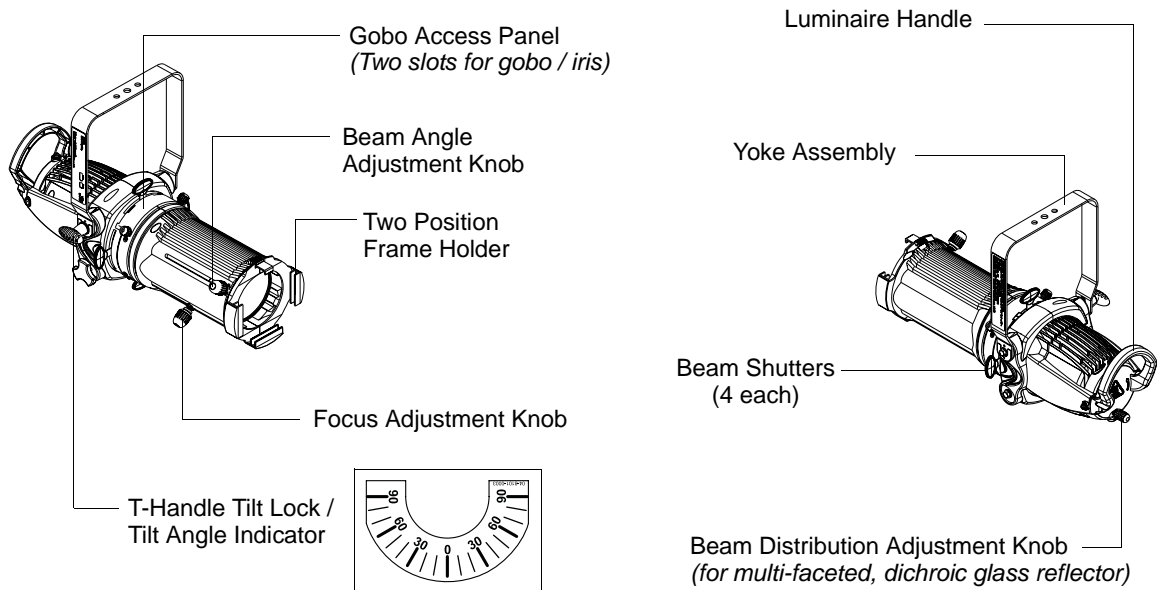 Gobo Access Panel
(Two slots for gobo / iris)
Beam Angle
Adjustment Knob
Two Position
Frame Holder
Focus Adjustment Knob
T-Handle Tilt Lock /
Tilt Angle Indicator
90 60 30 0 30 60 90
Luminaire Handle
Yoke Assembly
Beam Shutters
(4 each)
Beam Distribution Adjustment Knob
(for multi-faceted, dichroic glass reflector)